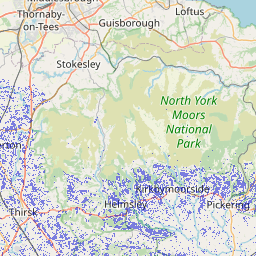 Loftus
Thornaby-
on-Tees
Guisborough
Stokesley
North York
Moors
National
Park
Kirkbymoorside
Helmsley
Pickering
Thirsk